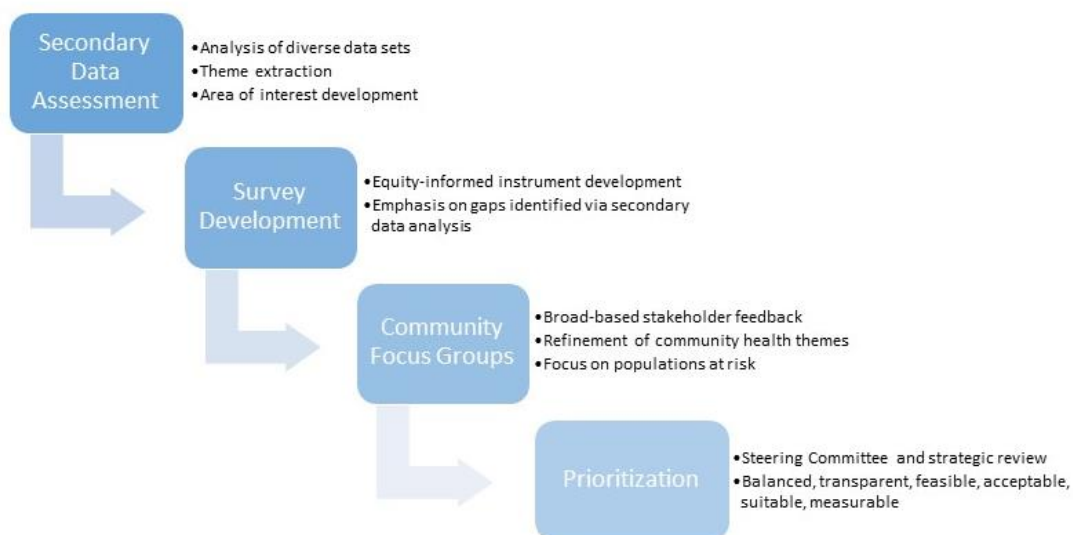 Secondary
Data
Assessment
•Analysis of diverse data sets
•Theme extraction
•Area of interest development
Survey
Development
•Equity-informed instrument development
•Emphasis on gaps identified via secondary
data analysis
Community
Focus Groups
•Broad-based stakeholder feedback
•Refinement of community health themes
•Focus on populations at risk
Prioritization
•Steering Committee and strategic review
•Balanced, transparent, feasible, acceptable,
suitable, measurable